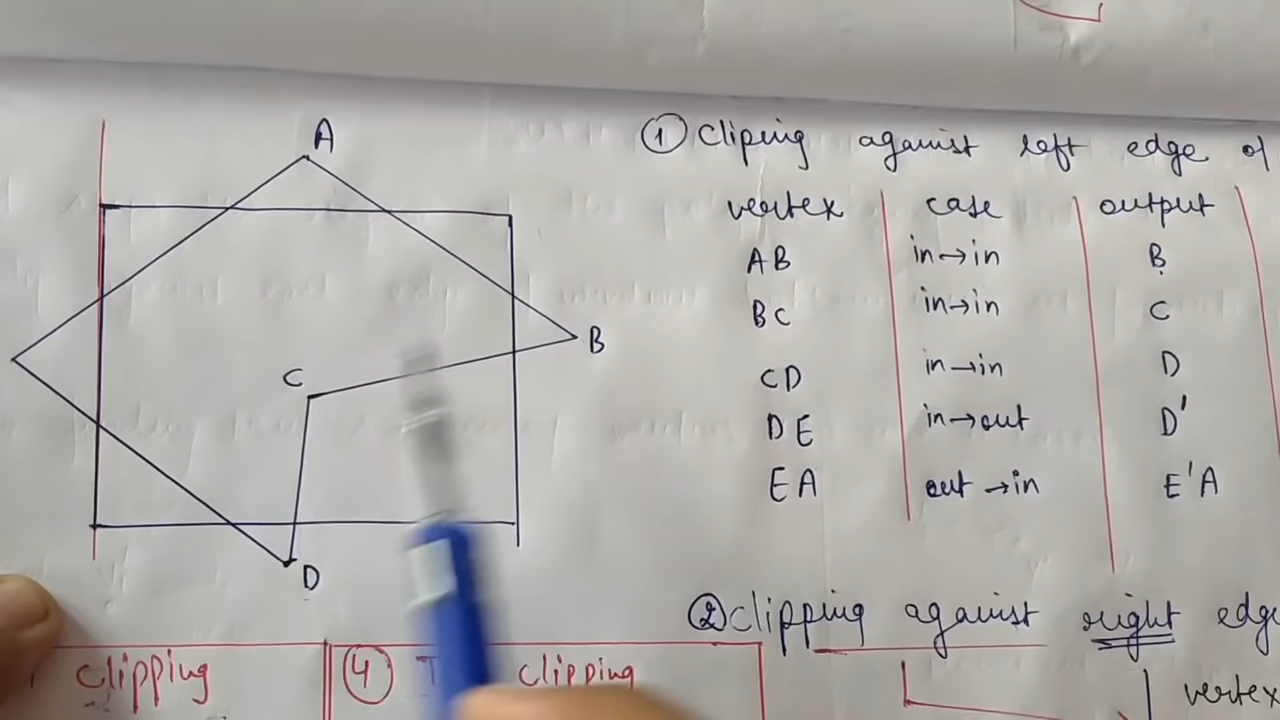 A
B
C
D
① Cliping against left edge of
vertex case output
AB in→in B
BC in→in C
CD in→in D
DE in→out D'
EA out→in E'A
② clipping against right edge
vertex
clipping
④ clipping